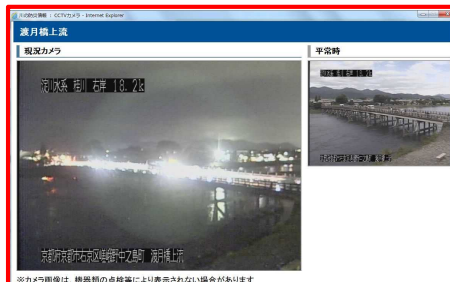 川の防災情報 : CCTVカメラ - Internet Explorer
渡月橋上流
現況カメラ
平常時
淀川水系 桂川 右岸 18.2k
京都府京都市右京区嵯峨野中之島町 渡月橋上流
※カメラ画像は、機器類の点検等により表示されない場合があります。